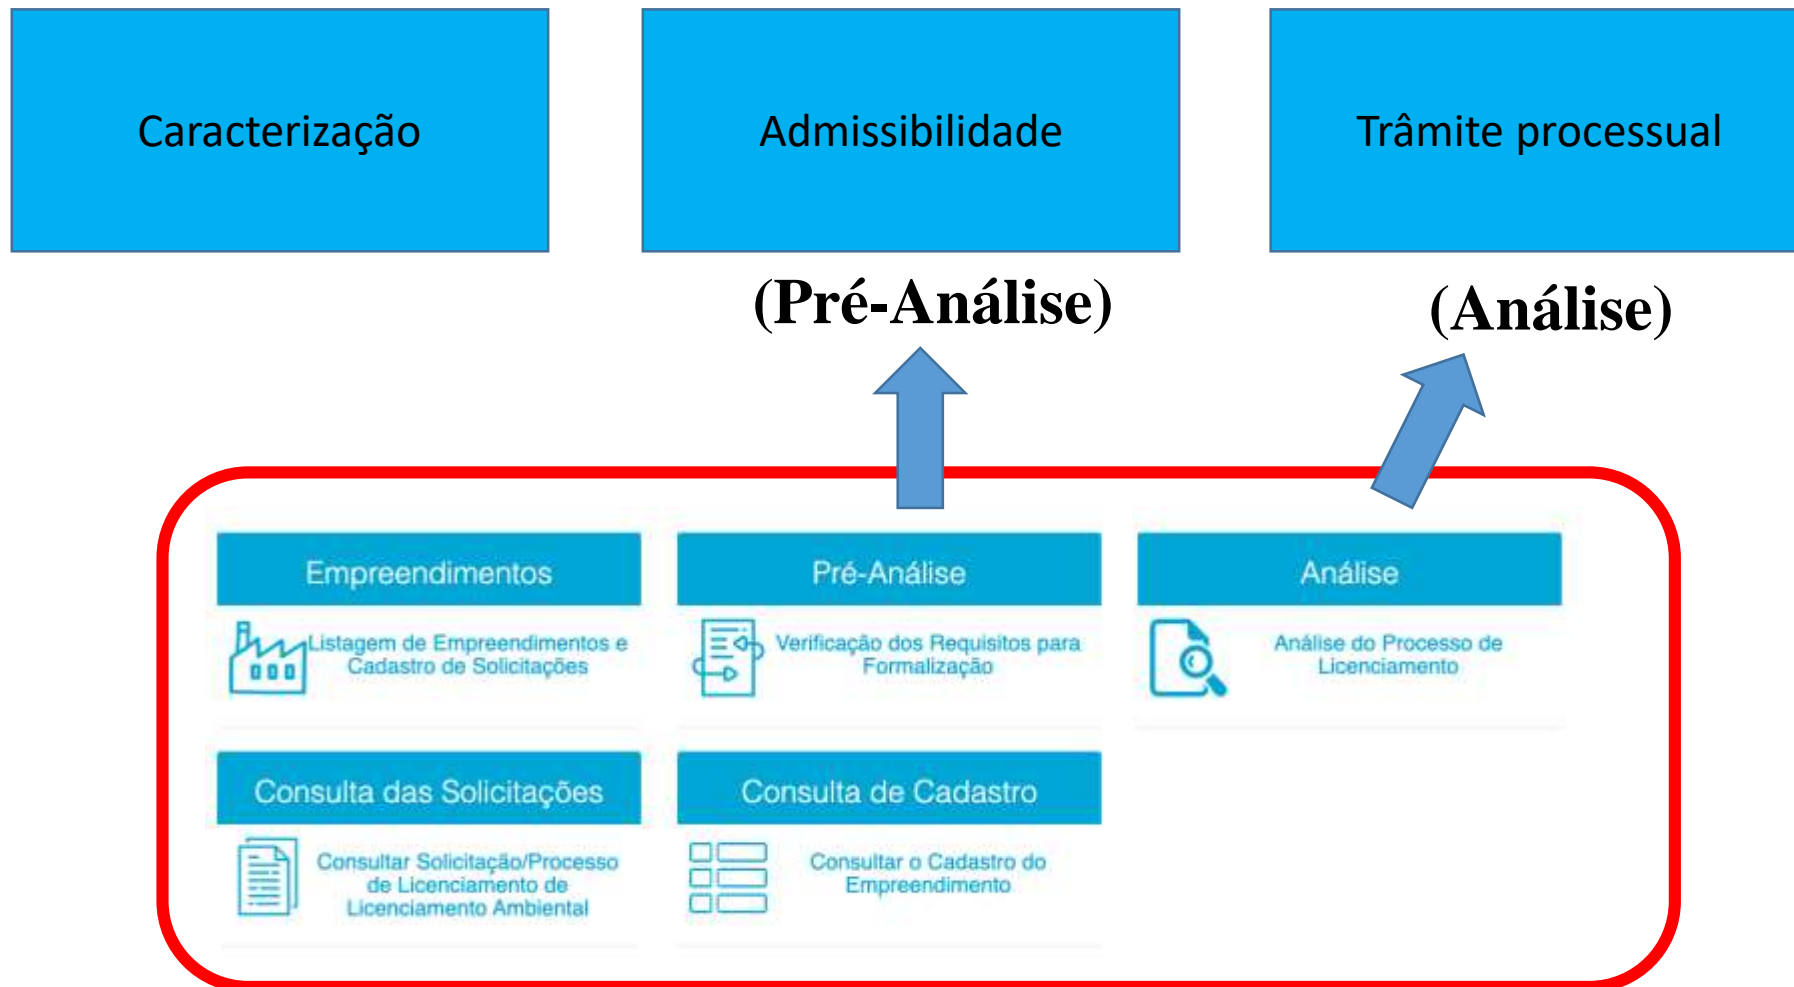 Caracterização
Admissibilidade
Trâmite processual
(Pré-Análise)
(Análise)
Empreendimentos
Listagem de Empreendimentos e
Cadastro de Solicitações
Pré-Análise
Verificação dos Requisitos para
Formalização
Análise
Análise do Processo de
Licenciamento
Consulta das Solicitações
Consultar Solicitação/Processo
de Licenciamento de
Licenciamento Ambiental
Consulta de Cadastro
Consultar o Cadastro do
Empreendimento